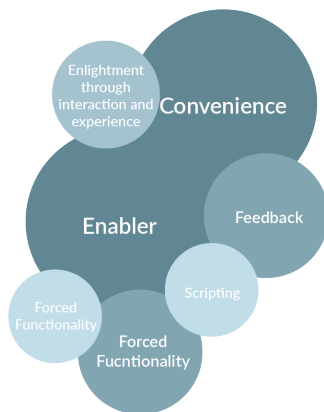 Enlightment
through
interaction and
experience
Convenience
Enabler
Feedback
Scripting
Forced
Functionality
Forced
Fucntionality